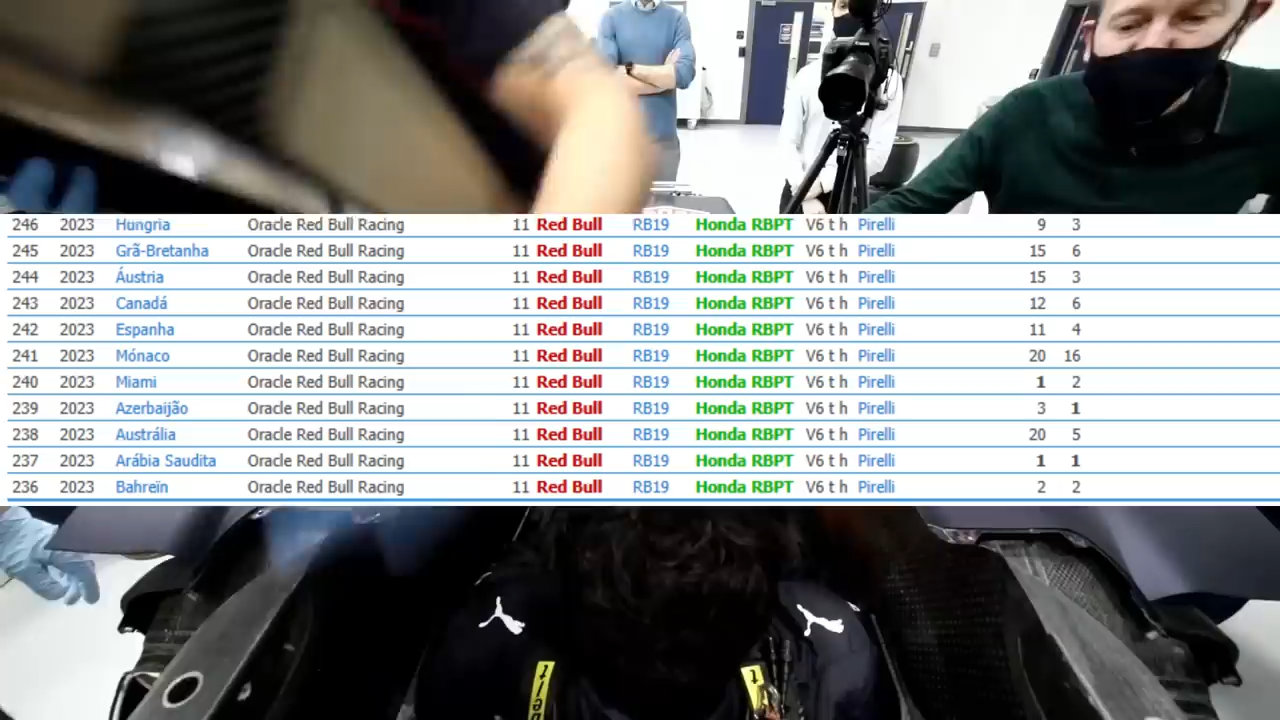 246 2023 Hungria Oracle Red Bull Racing 11 Red Bull RB19 Honda RBPT V6 t h Pirelli 9 3
245 2023 Grã-Bretanha Oracle Red Bull Racing 11 Red Bull RB19 Honda RBPT V6 t h Pirelli 15 6
244 2023 Áustria Oracle Red Bull Racing 11 Red Bull RB19 Honda RBPT V6 t h Pirelli 15 3
243 2023 Canadá Oracle Red Bull Racing 11 Red Bull RB19 Honda RBPT V6 t h Pirelli 12 6
242 2023 Espanha Oracle Red Bull Racing 11 Red Bull RB19 Honda RBPT V6 t h Pirelli 11 4
241 2023 Mónaco Oracle Red Bull Racing 11 Red Bull RB19 Honda RBPT V6 t h Pirelli 20 16
240 2023 Miami Oracle Red Bull Racing 11 Red Bull RB19 Honda RBPT V6 t h Pirelli 1 2
239 2023 Azerbaijão Oracle Red Bull Racing 11 Red Bull RB19 Honda RBPT V6 t h Pirelli 3 1
238 2023 Austrália Oracle Red Bull Racing 11 Red Bull RB19 Honda RBPT V6 t h Pirelli 20 5
237 2023 Arábia Saudita Oracle Red Bull Racing 11 Red Bull RB19 Honda RBPT V6 t h Pirelli 1 1
236 2023 Bahreïn Oracle Red Bull Racing 11 Red Bull RB19 Honda RBPT V6 t h Pirelli 2 2